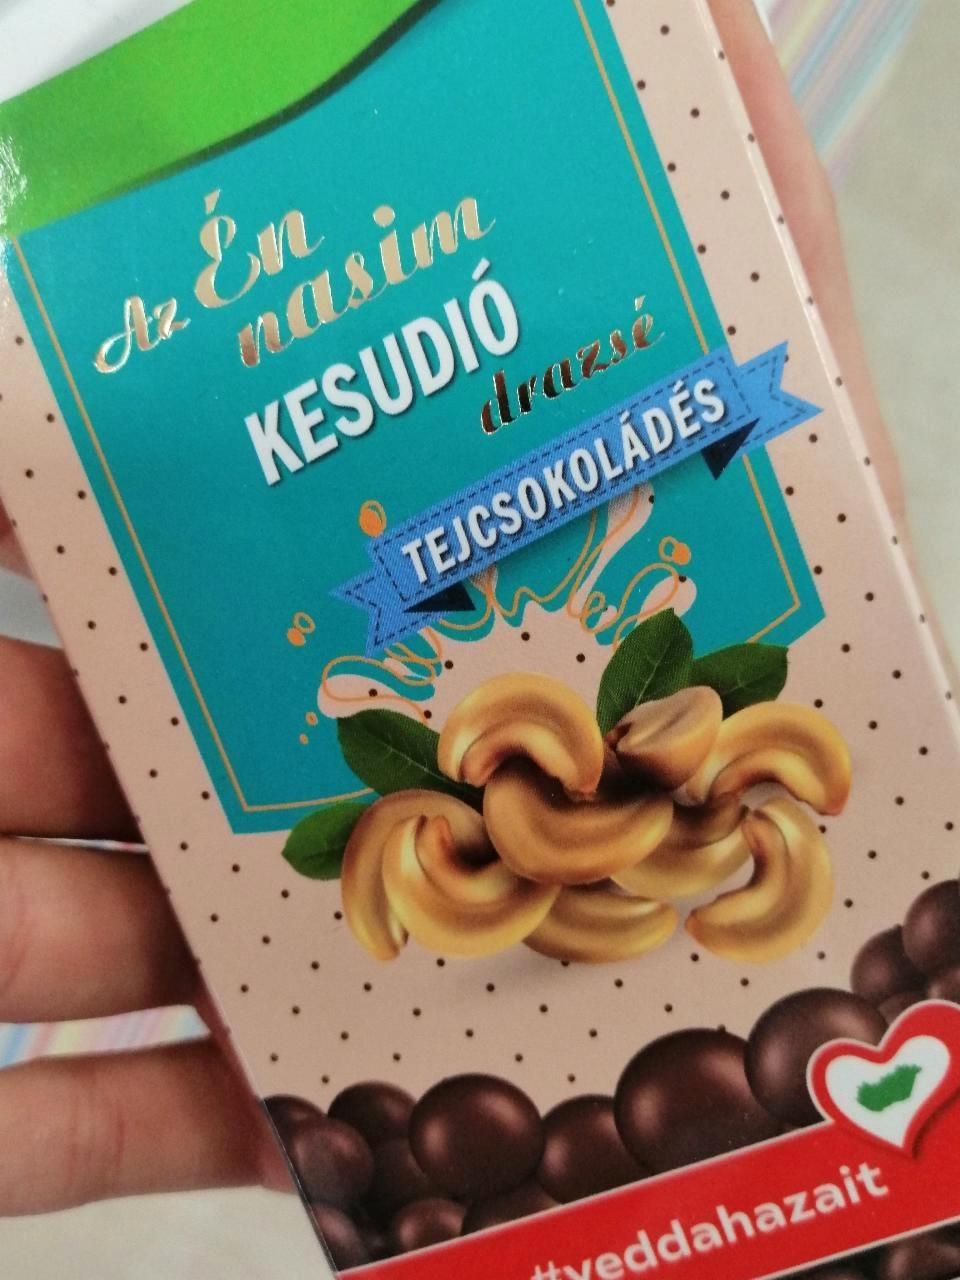 Az Én
nasim
KESUDIÓ
drazsé
TEJCSOKOLÁDÉS
#veddahazait